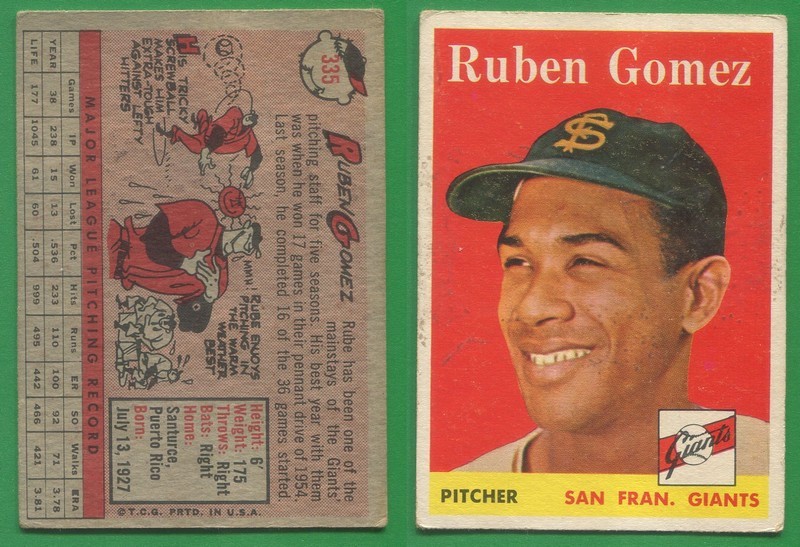 335
RUBEN GOMEZ
Rube has been one of the
mainstays of the Giants'
pitching staff for five seasons. His best year with them
was when he won 17 games in their pennant drive of 1954.
Last season, he completed 16 of the 36 games started.
HIS TRICKY
SCREWBALL
MAKES HIM
EXTRA-TOUGH
AGAINST LEFTY
HITTERS
MMM!
RUBE ENJOYS
PITCHING IN
THE WARM
WEATHER
BEST
Height: 6'
Weight: 175
Throws: Right
Bats: Right
Home:
Santurce,
Puerto Rico
Born:
July 13, 1927
MAJOR LEAGUE PITCHING RECORD
Games IP Won Lost Pct Hits Runs ER SO Walks ERA
YEAR 38 238 15 13 .536 233 110 100 92 71 3.78
LIFE 177 1045 61 60 .504 999 495 442 466 421 3.81
©T.C.G. PRTD. IN U.S.A.
Ruben Gomez
SF
Giants
PITCHER SAN FRAN. GIANTS